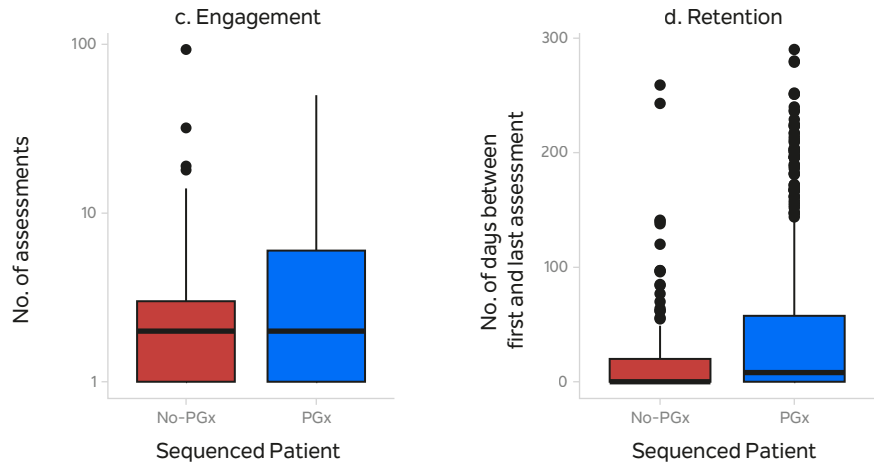 c. Engagement
No. of assessments
100
10
1
No-PGx
PGx
Sequenced Patient
d. Retention
No. of days between
first and last assessment
300
200
100
0
No-PGx
PGx
Sequenced Patient